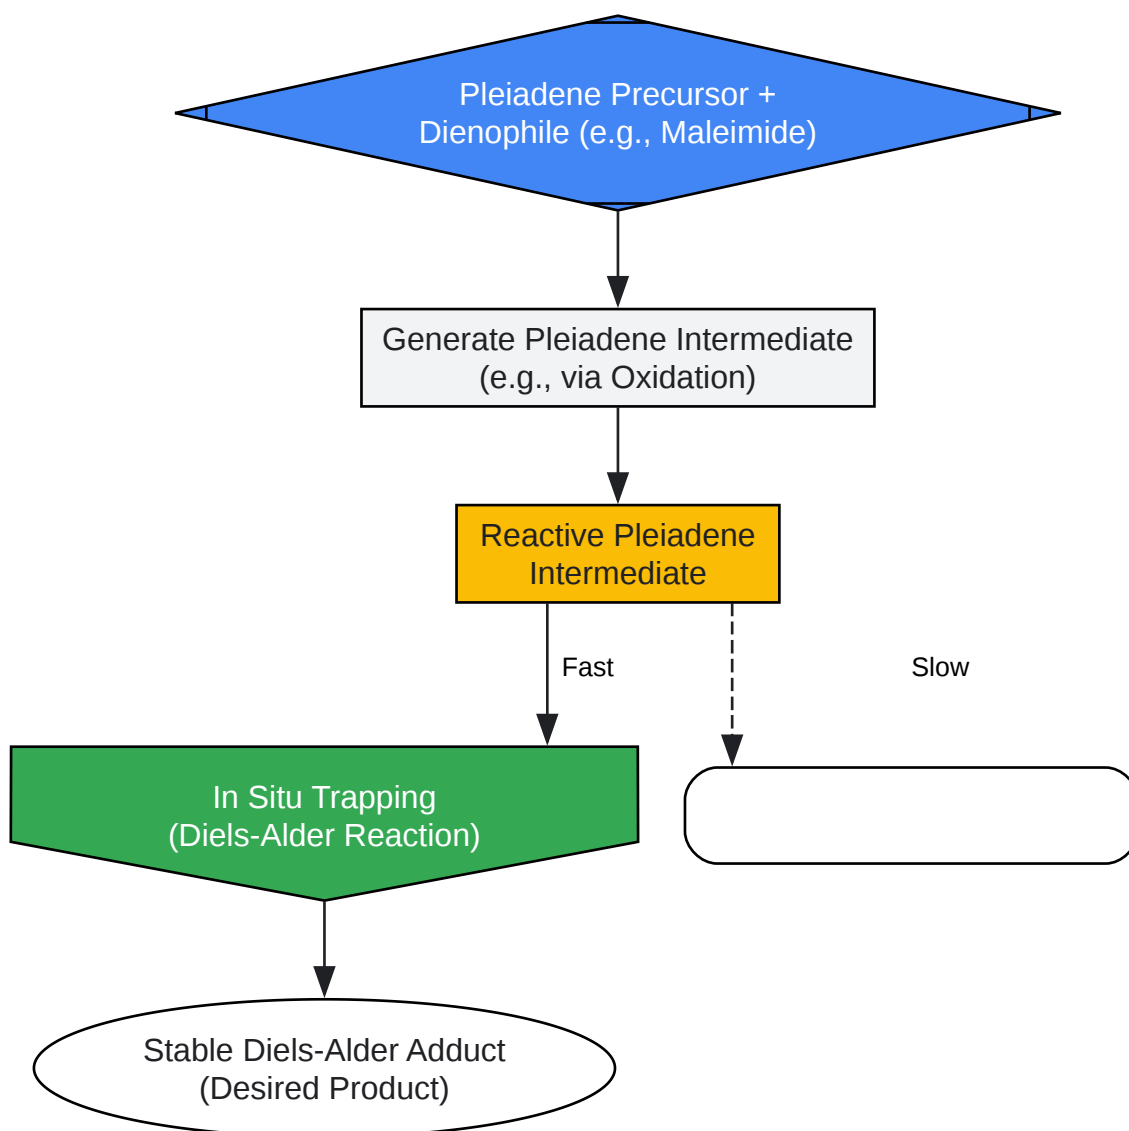 Pleiadene Precursor +
Dienophile (e.g., Maleimide)
Generate Pleiadene Intermediate
(e.g., via Oxidation)
Reactive Pleiadene
Intermediate
Fast
Slow
In Situ Trapping
(Diels-Alder Reaction)
Stable Diels-Alder Adduct
(Desired Product)